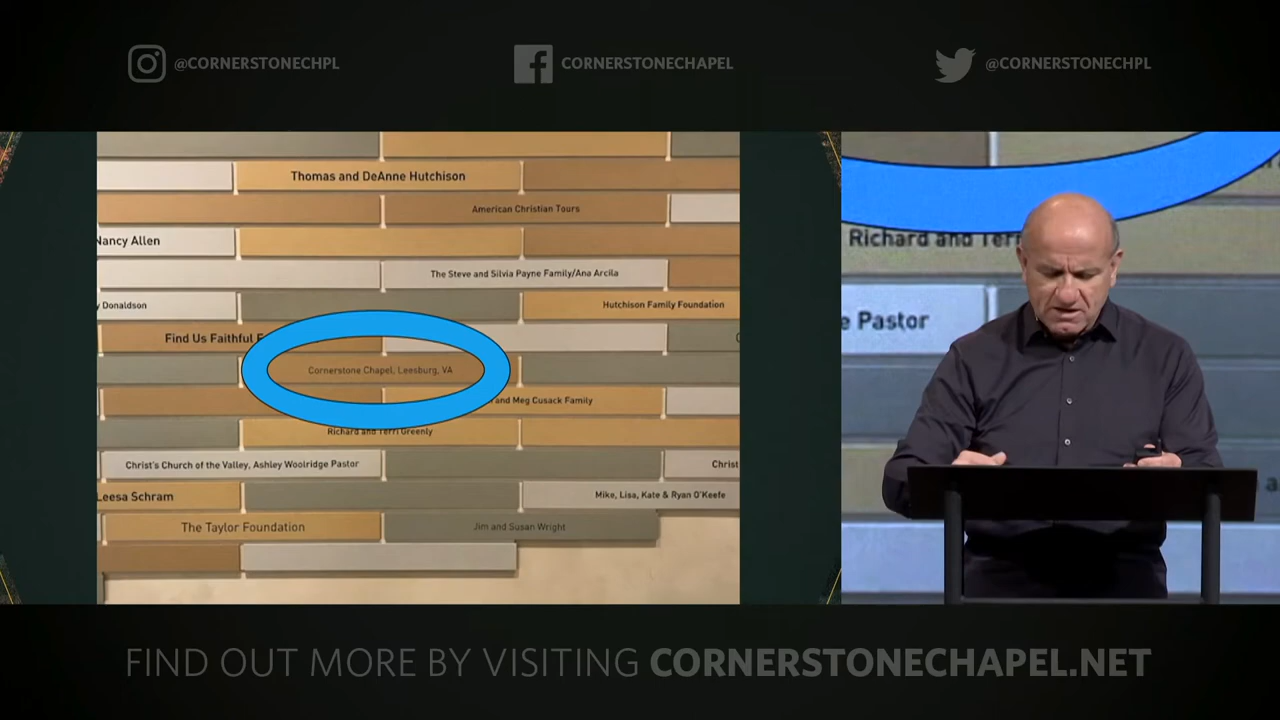 @CORNERSTONECHPL
CORNERSTONECHAPEL
@CORNERSTONECHPL
Thomas and DeAnne Hutchison
American Christian Tours
Nancy Allen
The Steve and Silvia Payne Family/Ana Arcila
y Donaldson
Hutchison Family Foundation
Find Us Faithful F
Cornerstone Chapel, Leesburg, VA
and Meg Cusack Family
Richard and Terri Greenly
Christ's Church of the Valley, Ashley Woolridge Pastor
Christ
Leesa Schram
Mike, Lisa, Kate & Ryan O'Keefe
The Taylor Foundation
Jim and Susan Wright
Richard and Terri
e Pastor
FIND OUT MORE BY VISITING CORNERSTONECHAPEL.NET